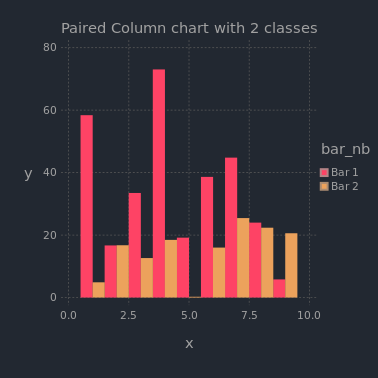 Paired Column chart with 2 classes
80
60
40
20
0
y
0.0 2.5 5.0 7.5 10.0
x
bar_nb
Bar 1
Bar 2